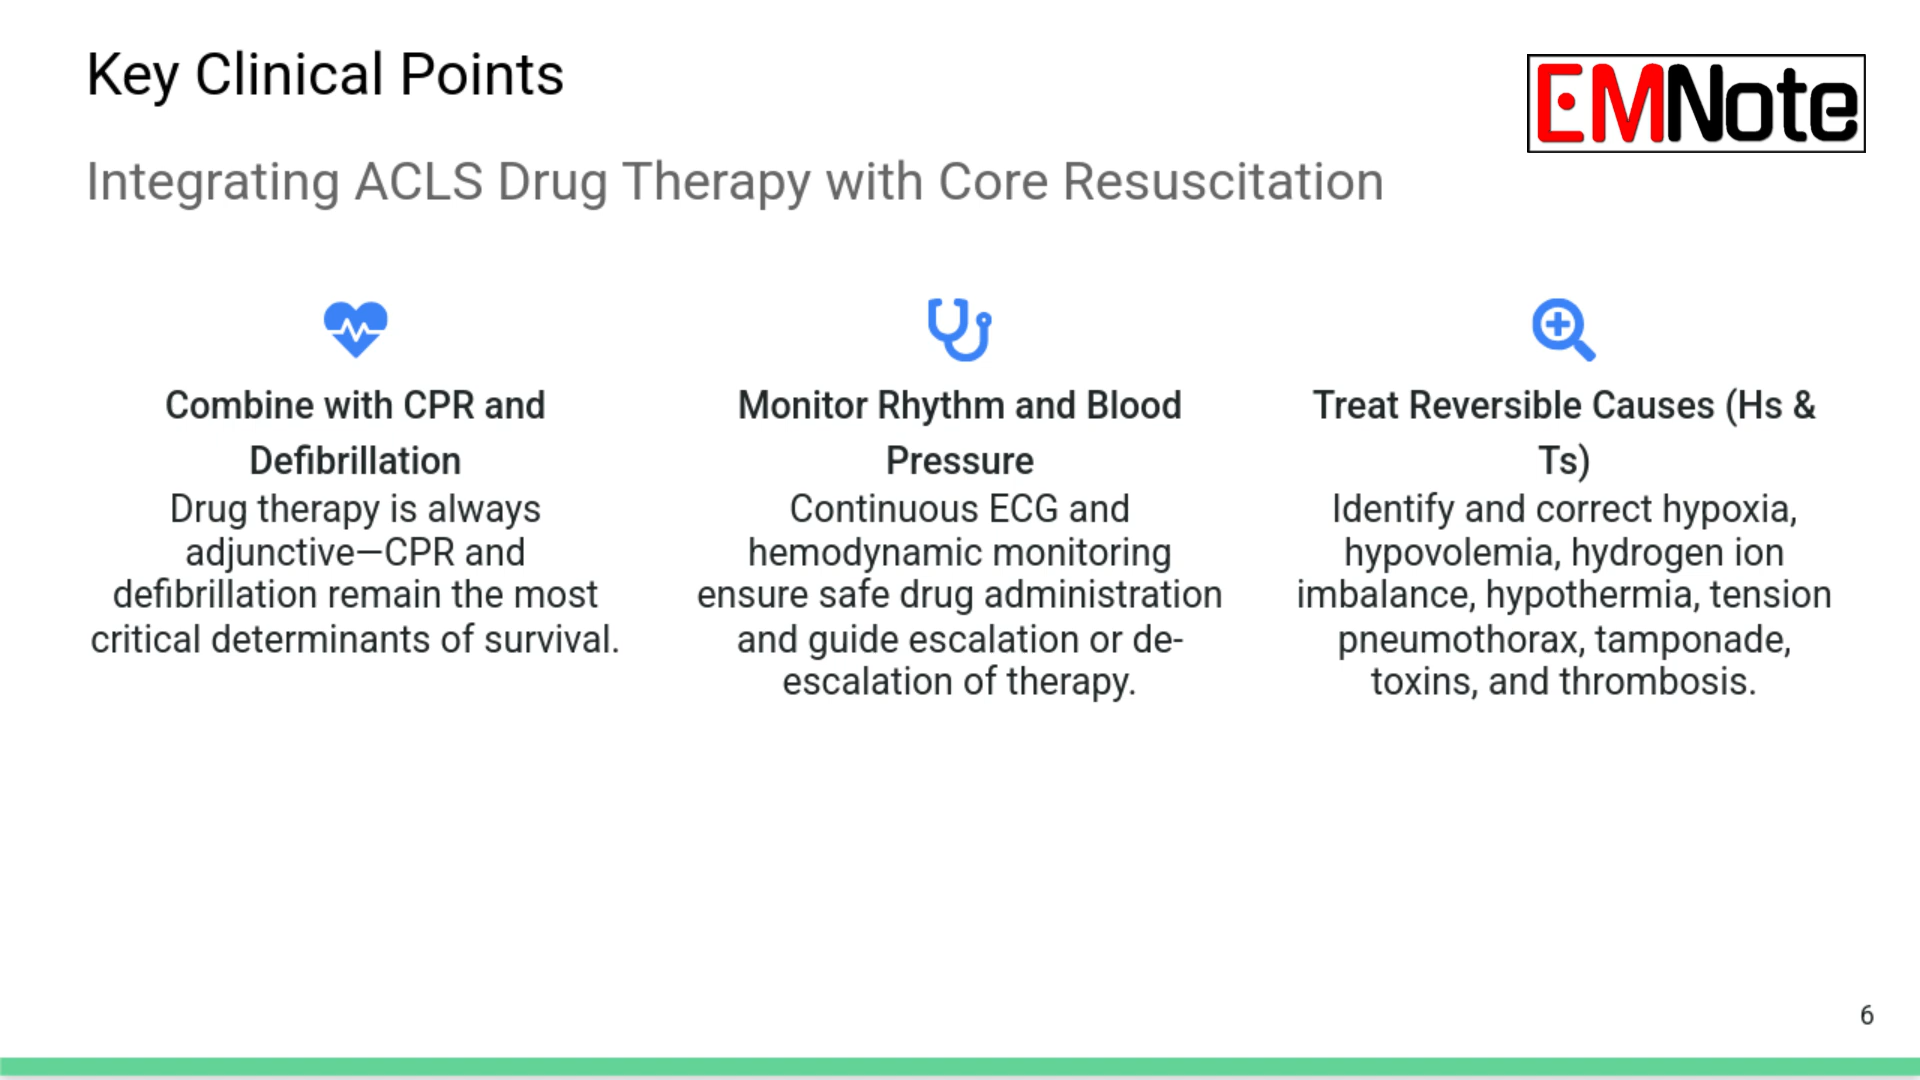 Key Clinical Points
EMNote
Integrating ACLS Drug Therapy with Core Resuscitation
Combine with CPR and
Defibrillation
Drug therapy is always
adjunctive—CPR and
defibrillation remain the most
critical determinants of survival.
Monitor Rhythm and Blood
Pressure
Continuous ECG and
hemodynamic monitoring
ensure safe drug administration
and guide escalation or de-
escalation of therapy.
Treat Reversible Causes (Hs &
Ts)
Identify and correct hypoxia,
hypovolemia, hydrogen ion
imbalance, hypothermia, tension
pneumothorax, tamponade,
toxins, and thrombosis.
6